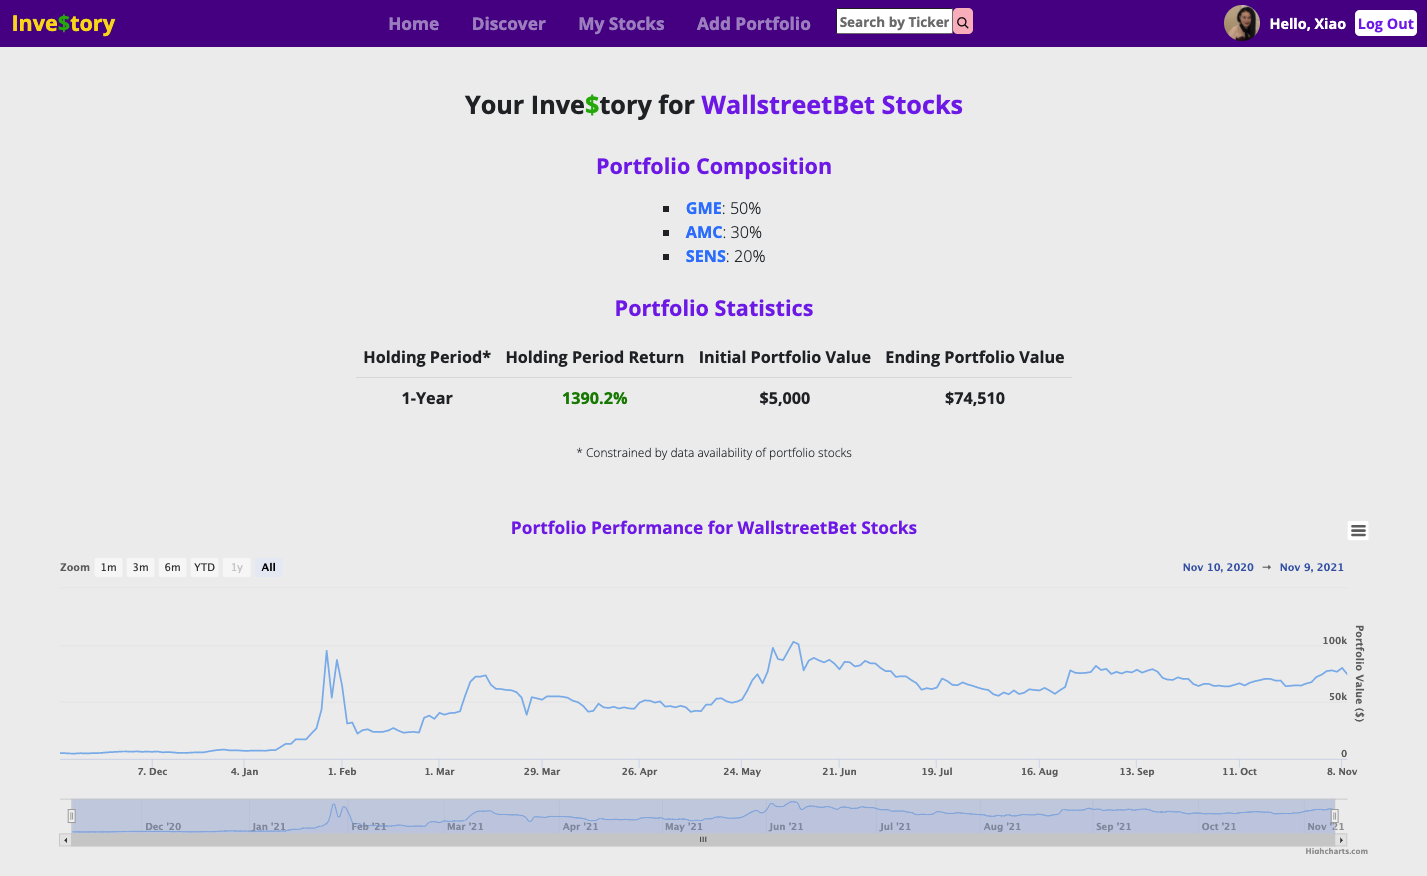 Inve$tory Home Discover My Stocks Add Portfolio Search by Ticker Hello, Xiao Log Out
Your Inve$tory for WallstreetBet Stocks
Portfolio Composition
GME: 50%
AMC: 30%
SENS: 20%
Portfolio Statistics
Holding Period* Holding Period Return Initial Portfolio Value Ending Portfolio Value
1-Year 1390.2% $5,000 $74,510
* Constrained by data availability of portfolio stocks
Portfolio Performance for WallstreetBet Stocks
Zoom 1m 3m 6m YTD 1y All Nov 10, 2020 → Nov 9, 2021
100k
50k
0
Portfolio Value ($)
7. Dec 4. Jan 1. Feb 1. Mar 29. Mar 26. Apr 24. May 21. Jun 19. Jul 16. Aug 13. Sep 11. Oct 8. Nov
Dec '20 Jan '21 Feb '21 Mar '21 Apr '21 May '21 Jun '21 Jul '21 Aug '21 Sep '21 Oct '21 Nov '21
Highcharts.com